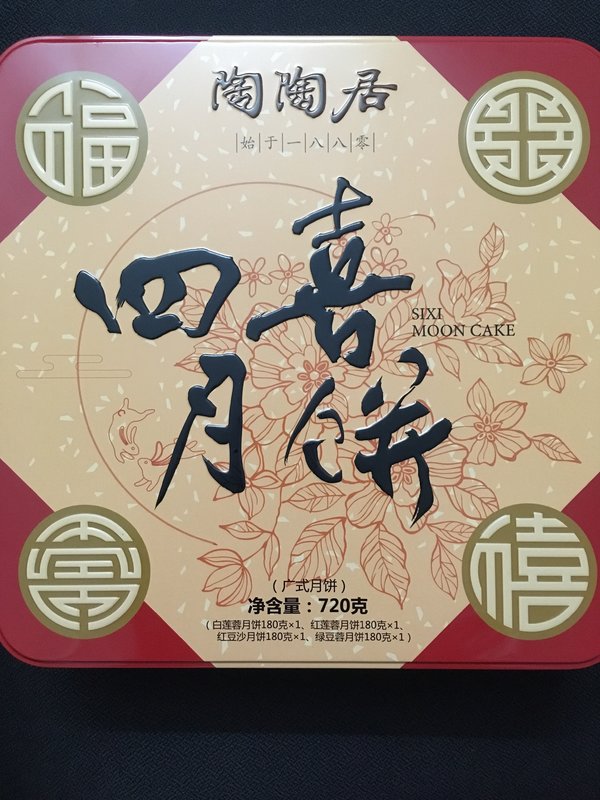 陶陶居
始于一八八零
福
四喜
SIXI
MOON CAKE
月饼
禧
（广式月饼）
净含量：720克
（白莲蓉月饼180克×1、红莲蓉月饼180克×1、
红豆沙月饼180克×1、绿豆蓉月饼180克×1）